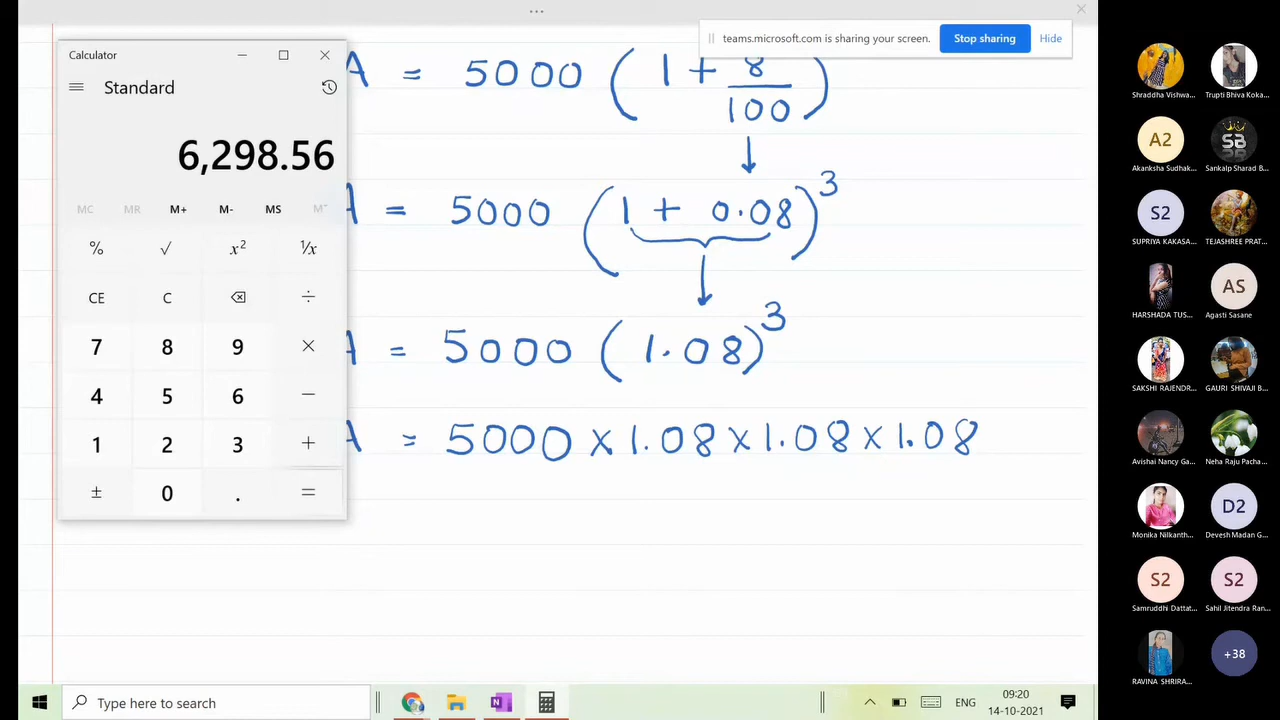 teams.microsoft.com is sharing your screen. Stop sharing Hide
Calculator
Standard
6,298.56
MC MR M+ M- MS M˅
% √ x² ¹/x
CE C ⌫ ÷
7 8 9 ×
4 5 6 −
1 2 3 +
± 0 . =
A = 5000 (1 + 8/100)
A = 5000 (1 + 0.08)³
A = 5000 (1.08)³
A = 5000 × 1.08 × 1.08 × 1.08
Shraddha Vishwa... Trupti Bhiva Koka...
A2 SB
Akanksha Sudhak... Sankalp Sharad B...
S2
SUPRIYA KAKASA... TEJASHREE PRAT...
AS
HARSHADA TUS... Agasti Sasane
SAKSHI RAJENDR... GAURI SHIVAJI B...
Avishai Nancy Ga... Neha Raju Pacha...
D2
Monika Nilkanth... Devesh Madan G...
S2 S2
Samruddhi Dattat... Sahil Jitendra Ran...
+38
RAVINA SHRIRA...
Type here to search
ENG
09:20
14-10-2021